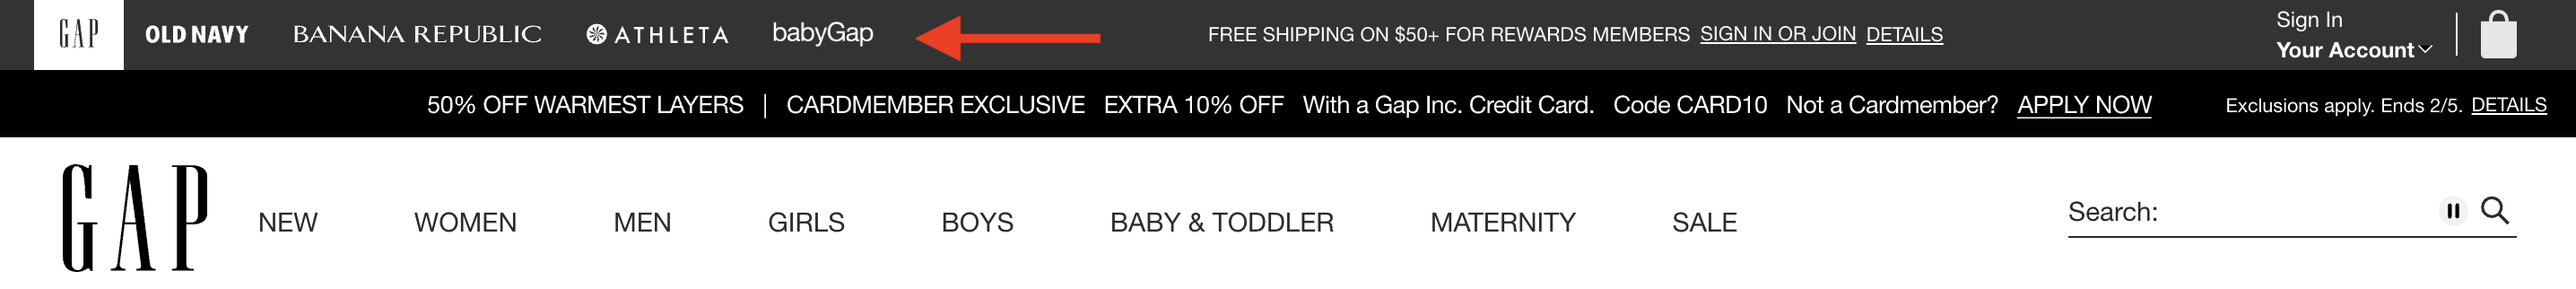 GAP OLD NAVY BANANA REPUBLIC ATHLETA babyGap FREE SHIPPING ON $50+ FOR REWARDS MEMBERS SIGN IN OR JOIN DETAILS
Sign In
Your Account
50% OFF WARMEST LAYERS | CARDMEMBER EXCLUSIVE EXTRA 10% OFF With a Gap Inc. Credit Card. Code CARD10 Not a Cardmember? APPLY NOW Exclusions apply. Ends 2/5. DETAILS
GAP NEW WOMEN MEN GIRLS BOYS BABY & TODDLER MATERNITY SALE Search: